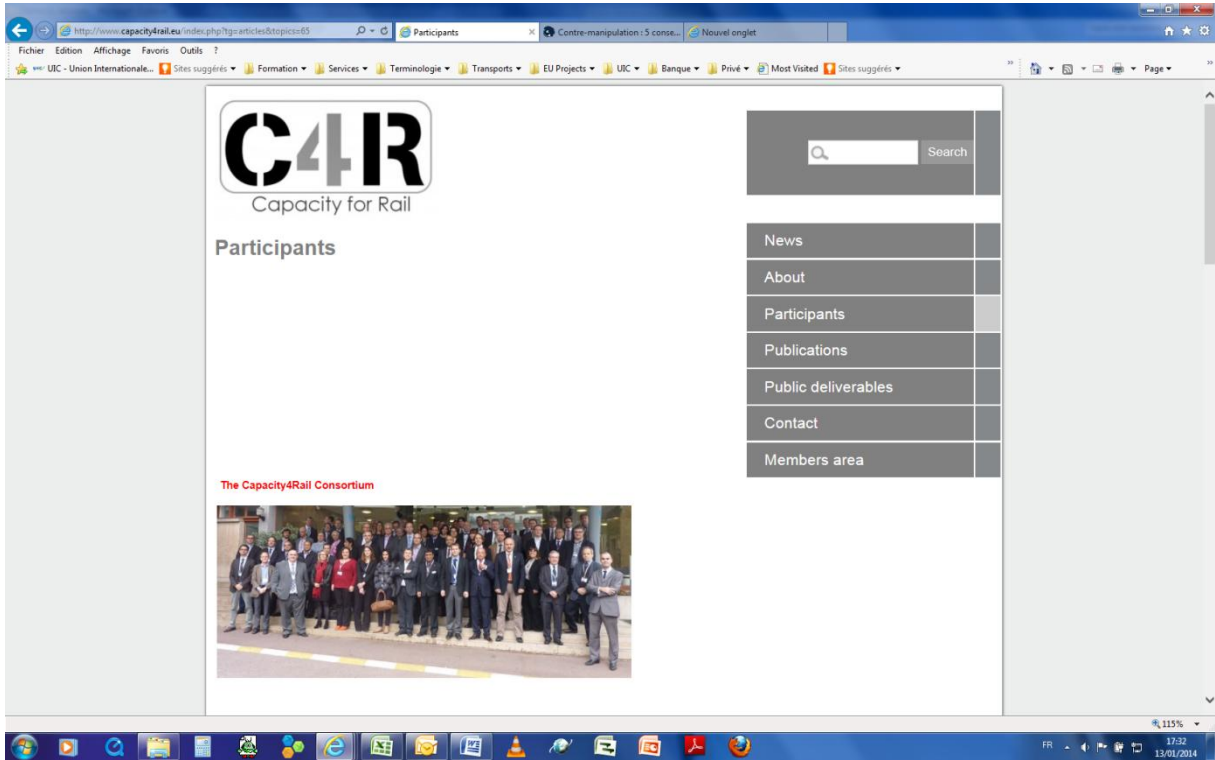 http://www.capacity4rail.eu/index.php?tg=articles&topics=65
Participants
Contre-manipulation : 5 conse...
Nouvel onglet
Fichier Edition Affichage Favoris Outils ?
UIC - Union Internationale... Sites suggérés Formation Services Terminologie Transports EU Projects UIC Banque Privé Most Visited Sites suggérés Page
C4R
Capacity for Rail
Search
Participants
News
About
Participants
Publications
Public deliverables
Contact
Members area
The Capacity4Rail Consortium
115%
FR
17:32
13/01/2014